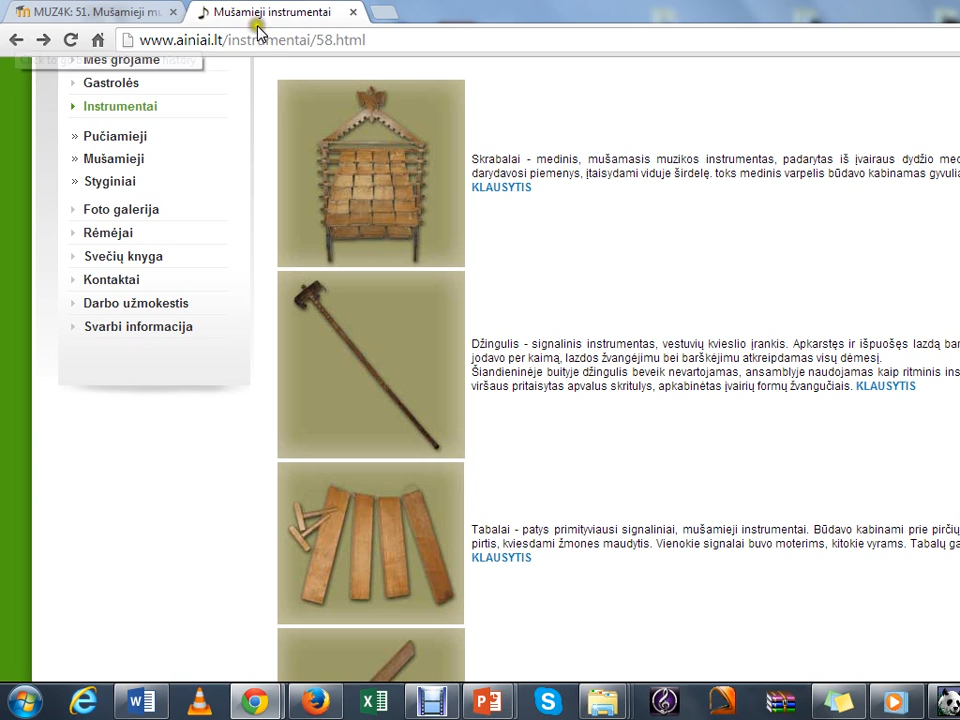 MUZ4K: 51. Mušamieji mu
Mušamieji instrumentai
www.ainiai.lt/instrumentai/58.html
Mes grojame
Gastrolės
Instrumentai
Pučiamieji
Mušamieji
Styginiai
Foto galerija
Rėmėjai
Svečių knyga
Kontaktai
Darbo užmokestis
Svarbi informacija
Skrabalai - medinis, mušamasis muzikos instrumentas, padarytas iš įvairaus dydžio med
darydavosi piemenys, įtaisydami viduje širdelę. toks medinis varpelis būdavo kabinamas gyvulia
KLAUSYTIS
Džingulis - signalinis instrumentas, vestuvių kvieslio įrankis. Apkarstęs ir išpuošęs lazdą bar
jodavo per kaimą, lazdos žvangėjimu bei barškėjimu atkreipdamas visų dėmesį.
Šiandieninėje buityje džingulis beveik nevartojamas, ansamblyje naudojamas kaip ritminis ins
viršaus pritaisytas apvalus skritulys, apkabinėtas įvairių formų žvangučiais. KLAUSYTIS
Tabalai - patys primityviausi signaliniai, mušamieji instrumentai. Būdavo kabinami prie pirčių
pirtis, kviesdami žmones maudytis. Vienokie signalai buvo moterims, kitokie vyrams. Tabalų ga
KLAUSYTIS